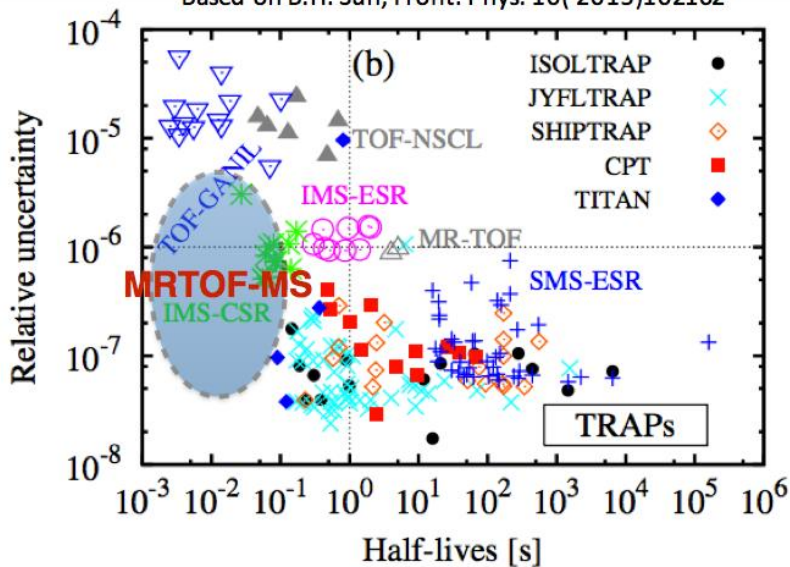 Based on B.H. Sun, Front. Phys. 10( 2015)102102
(b)
ISOLTRAP
JYFLTRAP
SHIPTRAP
CPT
TITAN
TOF-NSCL
TOF-GANIL
IMS-ESR
MR-TOF
MRTOF-MS
IMS-CSR
SMS-ESR
TRAPs
Relative uncertainty
10-4
10-5
10-6
10-7
10-8
10-3 10-2 10-1 100 101 102 103 104 105 106
Half-lives [s]